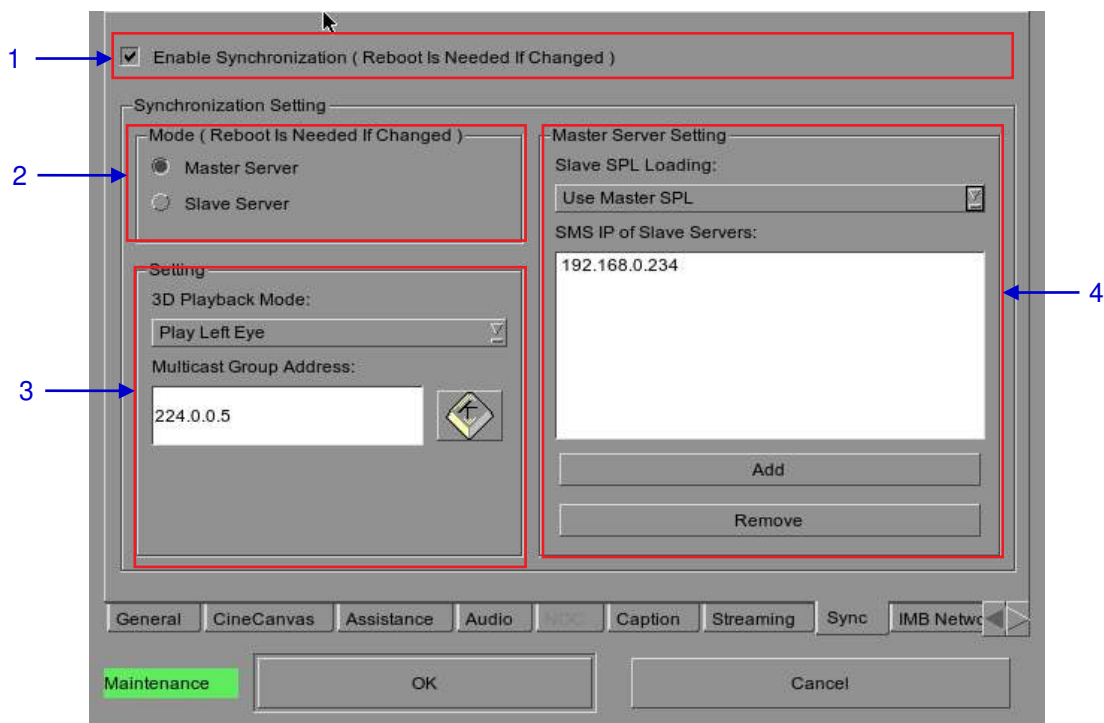 1
Enable Synchronization ( Reboot Is Needed If Changed )
Synchronization Setting
Mode ( Reboot Is Needed If Changed )
2
Master Server
Slave Server
Setting
3D Playback Mode:
Play Left Eye
Multicast Group Address:
3
224.0.0.5
Master Server Setting
Slave SPL Loading:
Use Master SPL
SMS IP of Slave Servers:
192.168.0.234
4
Add
Remove
General CineCanvas Assistance Audio NOC Caption Streaming Sync IMB Netwo
Maintenance OK Cancel